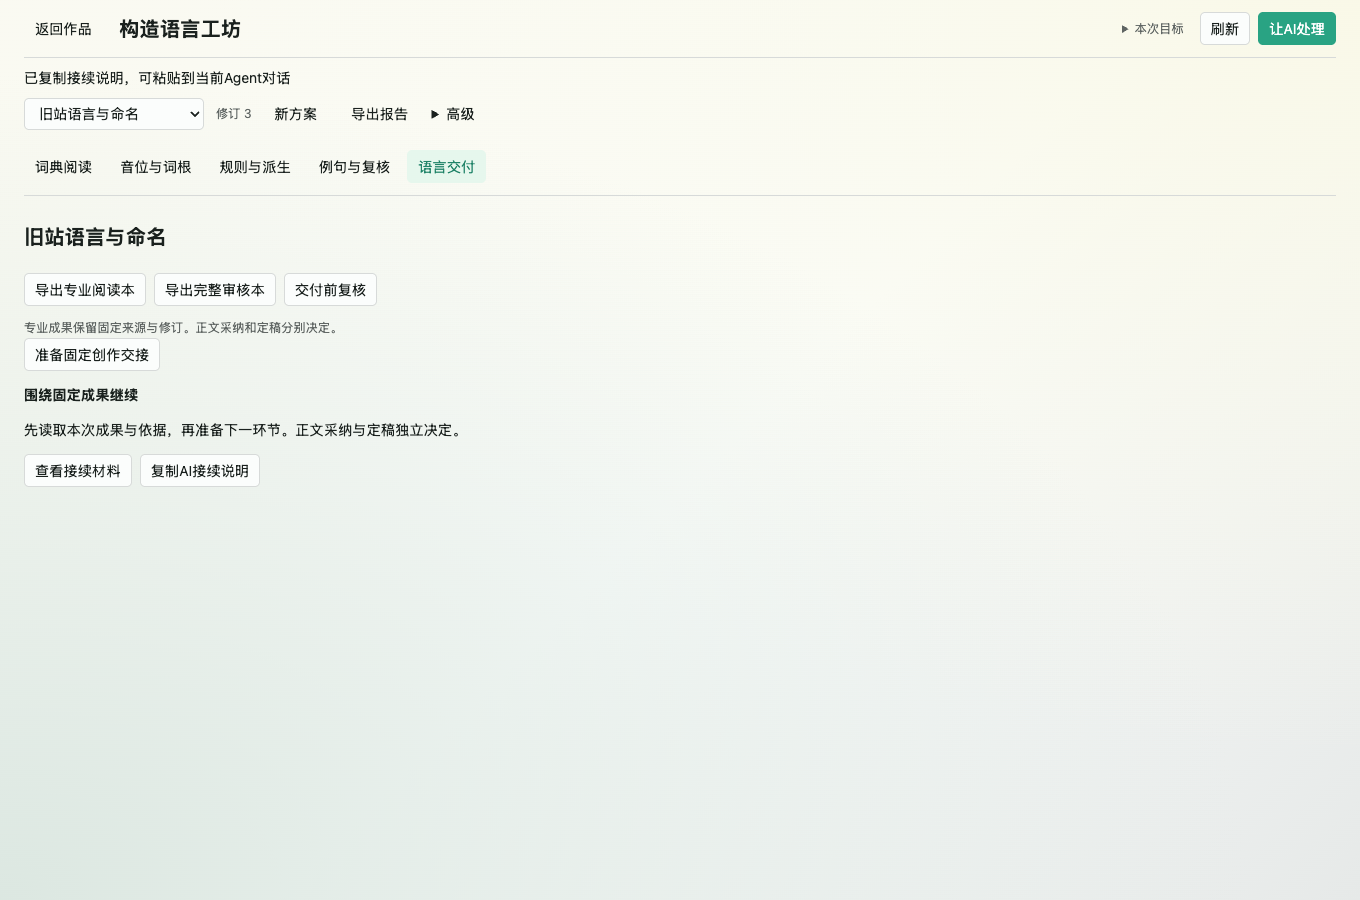 返回作品 构造语言工坊 ▶ 本次目标 刷新 让AI处理
已复制接续说明，可粘贴到当前Agent对话
旧站语言与命名 修订 3 新方案 导出报告 ▶ 高级
词典阅读 音位与词根 规则与派生 例句与复核 语言交付
旧站语言与命名
导出专业阅读本 导出完整审核本 交付前复核
专业成果保留固定来源与修订。正文采纳和定稿分别决定。
准备固定创作交接
围绕固定成果继续
先读取本次成果与依据，再准备下一环节。正文采纳与定稿独立决定。
查看接续材料 复制AI接续说明